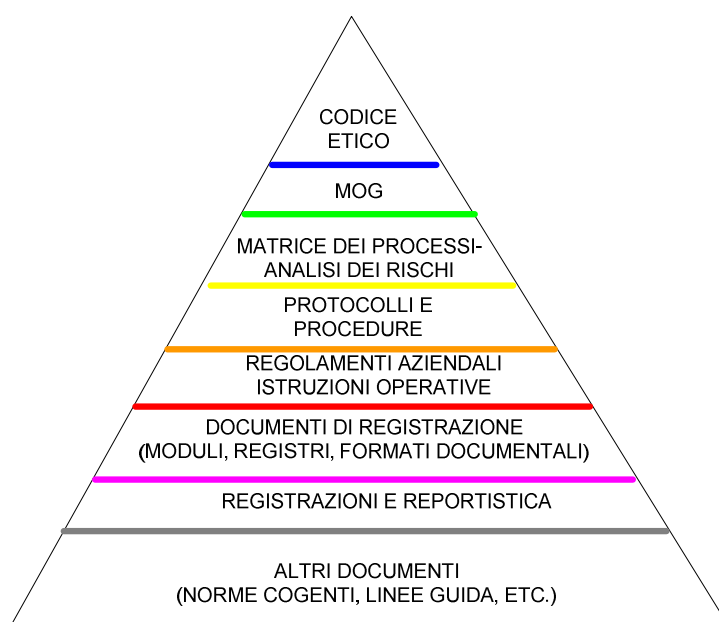 CODICE
ETICO
MOG
MATRICE DEI PROCESSI-
ANALISI DEI RISCHI
PROTOCOLLI E
PROCEDURE
REGOLAMENTI AZIENDALI
ISTRUZIONI OPERATIVE
DOCUMENTI DI REGISTRAZIONE
(MODULI, REGISTRI, FORMATI DOCUMENTALI)
REGISTRAZIONI E REPORTISTICA
ALTRI DOCUMENTI
(NORME COGENTI, LINEE GUIDA, ETC.)